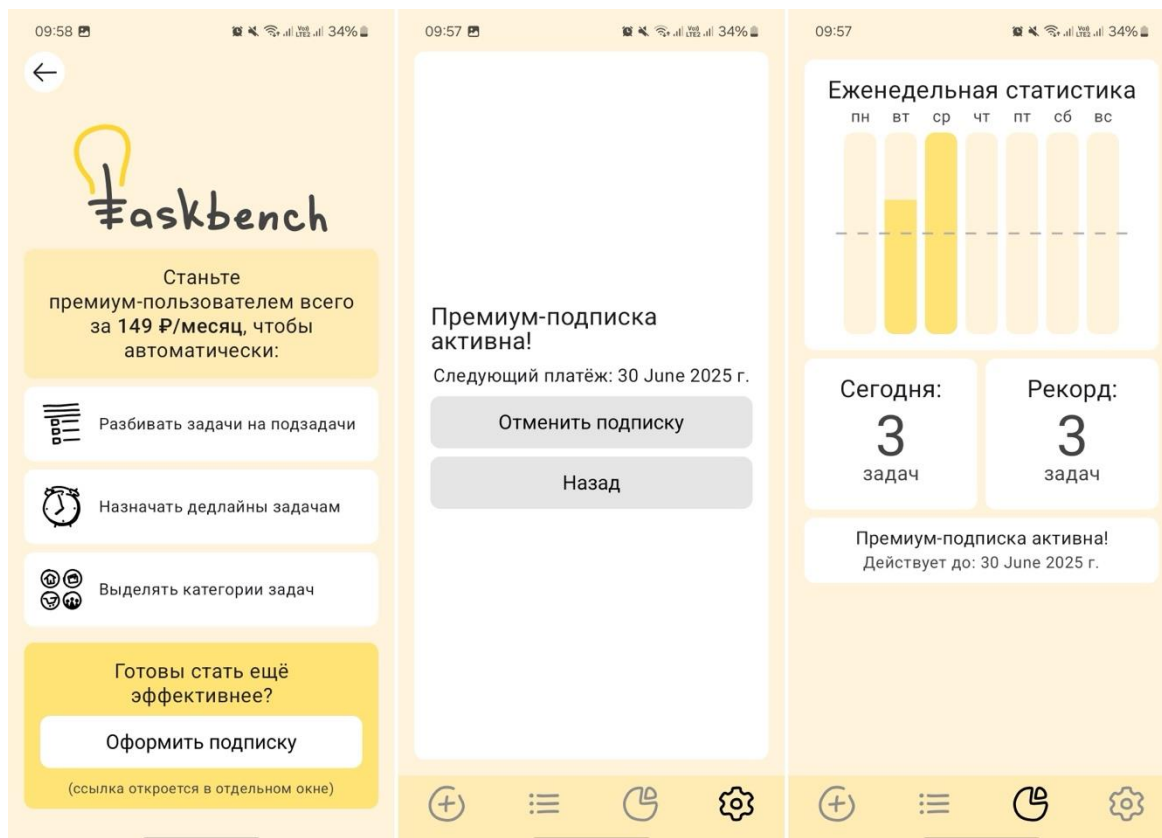 09:58
VoD LTE2 34%
taskbench
Станьте
премиум-пользователем всего
за 149 ₽/месяц, чтобы
автоматически:
Разбивать задачи на подзадачи
Назначать дедлайны задачам
Выделять категории задач
Готовы стать ещё
эффективнее?
Оформить подписку
(ссылка откроется в отдельном окне)
09:57
34%
Премиум-подписка
активна!
Следующий платёж: 30 June 2025 г.
Отменить подписку
Назад
09:57
34%
Еженедельная статистика
пн вт ср чт пт сб вс
Сегодня:
3
задач
Рекорд:
3
задач
Премиум-подписка активна!
Действует до: 30 June 2025 г.